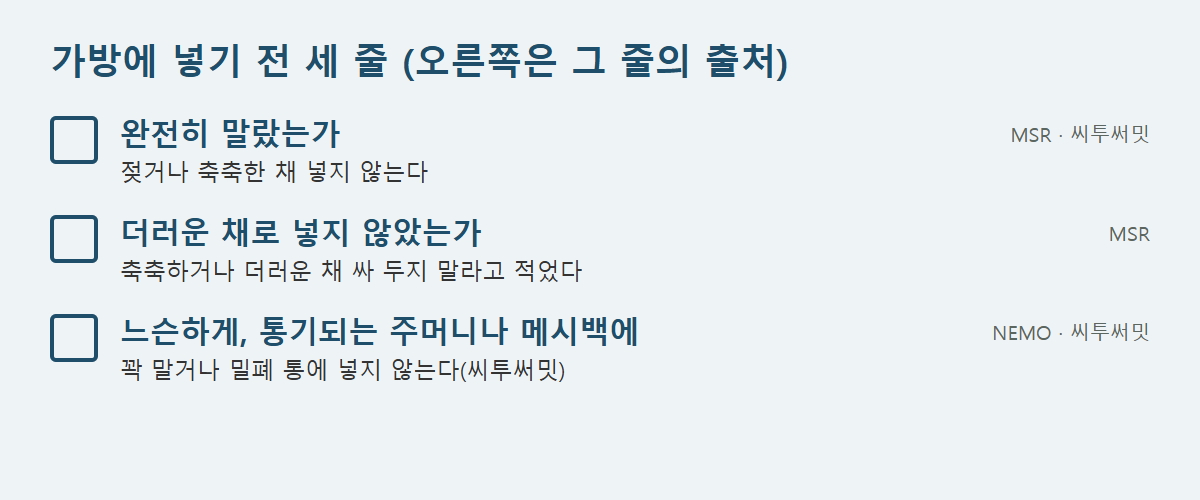 가방에 넣기 전 세 줄 (오른쪽은 그 줄의 출처)
완전히 말랐는가
MSR · 씨투써밋
젖거나 축축한 채 넣지 않는다
더러운 채로 넣지 않았는가
MSR
축축하거나 더러운 채 싸 두지 말라고 적었다
느슨하게, 통기되는 주머니나 메시백에
NEMO · 씨투써밋
꽉 말거나 밀폐 통에 넣지 않는다(씨투써밋)